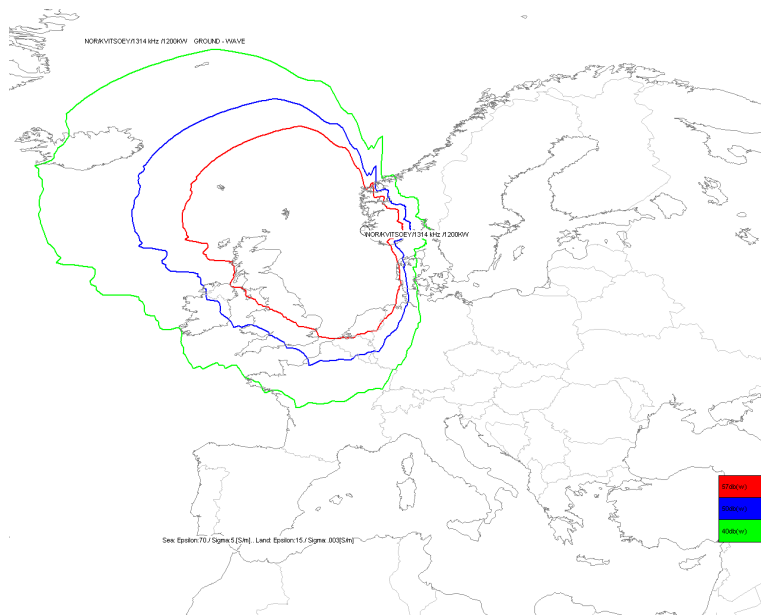 NOR/KVITSOEY/1314 kHz /1200KW    GROUND - WAVE
NOR/KVITSOEY/1314 kHz /1200KW
40db(w)
Sea: Epsilon:70./ Sigma:5.[S/m].. Land: Epsilon:15./ Sigma:.003[S/m]